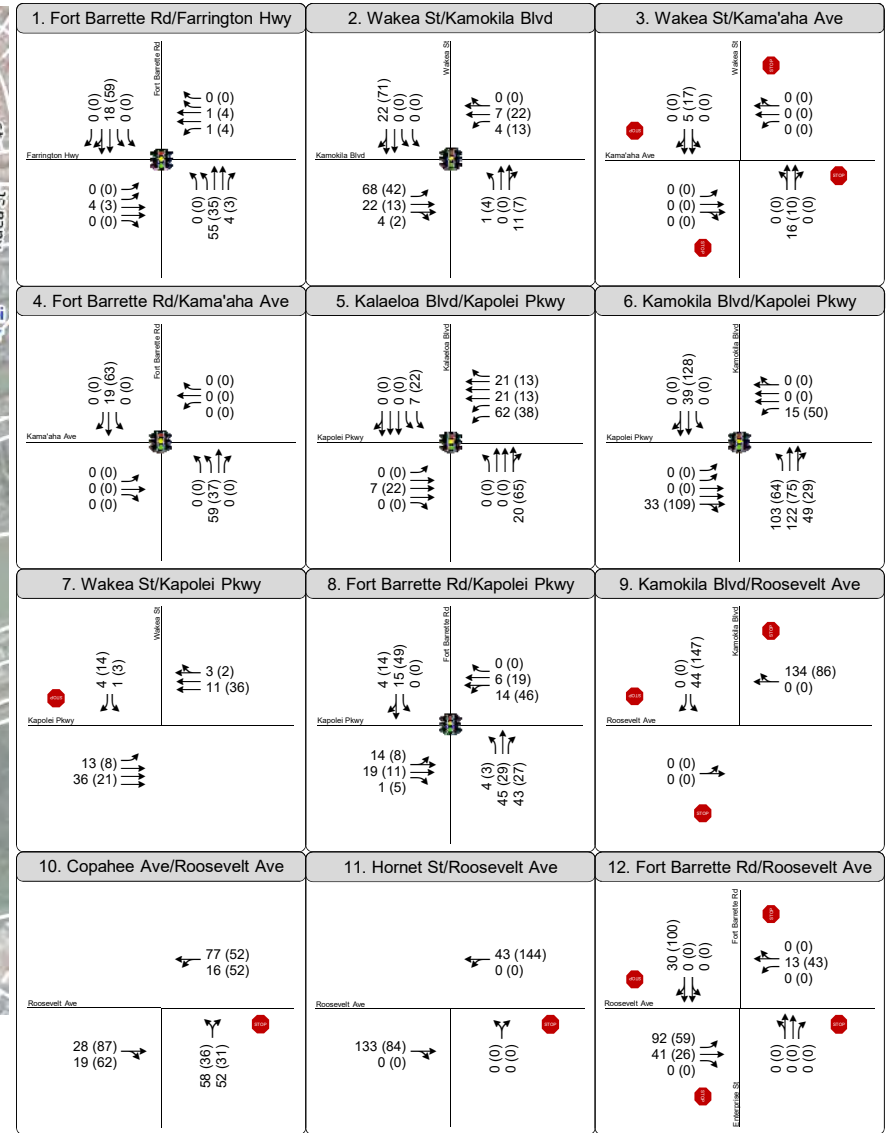 1. Fort Barrette Rd/Farrington Hwy
Fort Barrette Rd
0 (0)
18 (59)
0 (0)
0 (0)
1 (4)
1 (4)
Farrington Hwy
0 (0)
4 (3)
0 (0)
0 (0)
55 (35)
4 (3)
2. Wakea St/Kamokila Blvd
Wakea St
22 (71)
0 (0)
0 (0)
0 (0)
7 (22)
4 (13)
Kamokila Blvd
68 (42)
22 (13)
4 (2)
1 (4)
0 (0)
11 (7)
3. Wakea St/Kama'aha Ave
Wakea St
STOP
0 (0)
5 (17)
0 (0)
0 (0)
0 (0)
0 (0)
STOP
Kama'aha Ave
STOP
0 (0)
0 (0)
0 (0)
0 (0)
16 (10)
0 (0)
STOP
4. Fort Barrette Rd/Kama'aha Ave
Fort Barrette Rd
0 (0)
19 (63)
0 (0)
0 (0)
0 (0)
0 (0)
Kama'aha Ave
0 (0)
0 (0)
0 (0)
0 (0)
59 (37)
0 (0)
5. Kalaeloa Blvd/Kapolei Pkwy
Kalaeloa Blvd
0 (0)
0 (0)
7 (22)
21 (13)
21 (13)
62 (38)
Kapolei Pkwy
0 (0)
7 (22)
0 (0)
0 (0)
0 (0)
20 (65)
6. Kamokila Blvd/Kapolei Pkwy
Kamokila Blvd
0 (0)
39 (128)
0 (0)
0 (0)
0 (0)
15 (50)
Kapolei Pkwy
0 (0)
0 (0)
33 (109)
103 (64)
122 (75)
49 (29)
7. Wakea St/Kapolei Pkwy
Wakea St
4 (14)
1 (3)
3 (2)
11 (36)
STOP
Kapolei Pkwy
13 (8)
36 (21)
8. Fort Barrette Rd/Kapolei Pkwy
Fort Barrette Rd
4 (14)
15 (49)
0 (0)
0 (0)
6 (19)
14 (46)
Kapolei Pkwy
14 (8)
19 (11)
1 (5)
4 (3)
45 (29)
43 (27)
9. Kamokila Blvd/Roosevelt Ave
Kamokila Blvd
STOP
0 (0)
44 (147)
134 (86)
0 (0)
STOP
Roosevelt Ave
0 (0)
0 (0)
STOP
10. Copahee Ave/Roosevelt Ave
77 (52)
16 (52)
Roosevelt Ave
STOP
28 (87)
19 (62)
58 (36)
52 (31)
11. Hornet St/Roosevelt Ave
43 (144)
0 (0)
Roosevelt Ave
STOP
133 (84)
0 (0)
0 (0)
0 (0)
12. Fort Barrette Rd/Roosevelt Ave
Fort Barrette Rd
STOP
30 (100)
0 (0)
0 (0)
0 (0)
13 (43)
0 (0)
STOP
Roosevelt Ave
STOP
92 (59)
41 (26)
0 (0)
0 (0)
0 (0)
0 (0)
STOP
Enterprise St